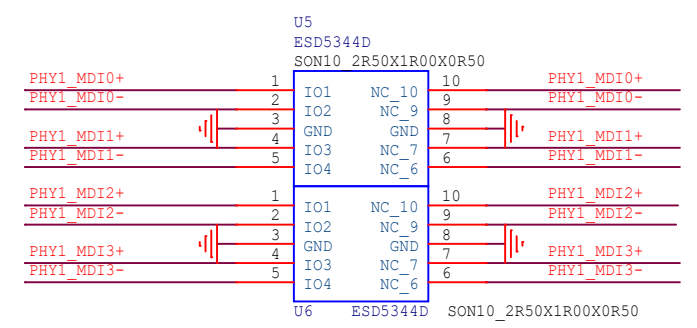 U5
ESD5344D
SON10_2R50X1R00X0R50
PHY1_MDI0+ 1 IO1 NC_10 10 PHY1_MDI0+
PHY1_MDI0- 2 IO2 NC_9 9 PHY1_MDI0-
3 GND GND 8
PHY1_MDI1+ 4 IO3 NC_7 7 PHY1_MDI1+
PHY1_MDI1- 5 IO4 NC_6 6 PHY1_MDI1-
PHY1_MDI2+ 1 IO1 NC_10 10 PHY1_MDI2+
PHY1_MDI2- 2 IO2 NC_9 9 PHY1_MDI2-
3 GND GND 8
PHY1_MDI3+ 4 IO3 NC_7 7 PHY1_MDI3+
PHY1_MDI3- 5 IO4 NC_6 6 PHY1_MDI3-
U6 ESD5344D SON10_2R50X1R00X0R50